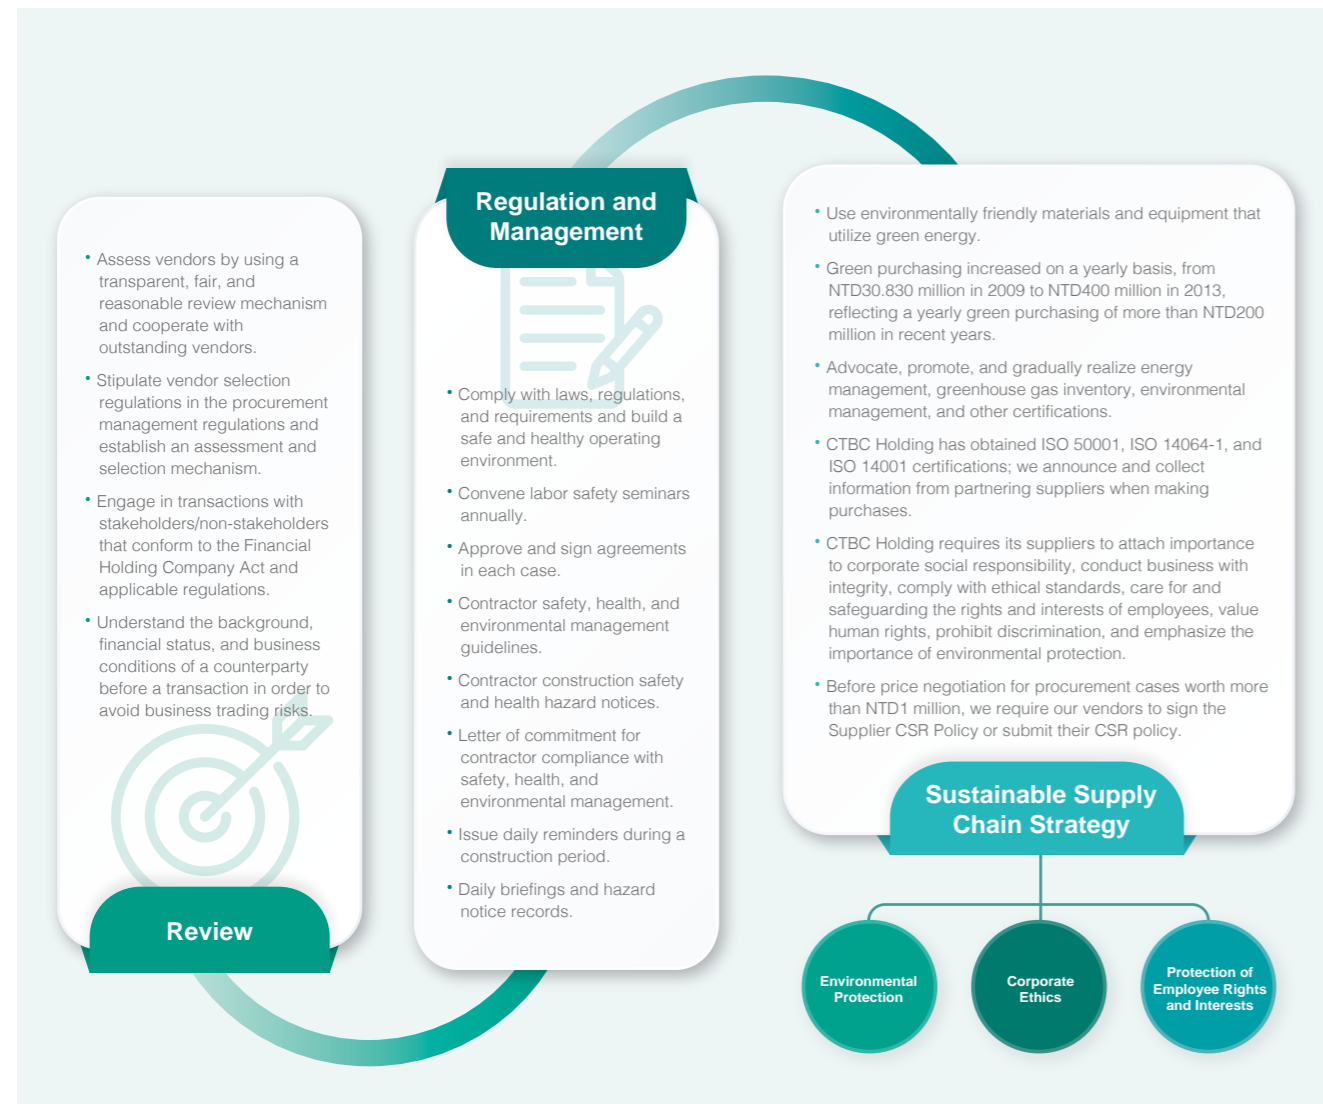 • Assess vendors by using a
transparent, fair, and
reasonable review mechanism
and cooperate with
outstanding vendors.
• Stipulate vendor selection
regulations in the procurement
management regulations and
establish an assessment and
selection mechanism.
• Engage in transactions with
stakeholders/non-stakeholders
that conform to the Financial
Holding Company Act and
applicable regulations.
• Understand the background,
financial status, and business
conditions of a counterparty
before a transaction in order to
avoid business trading risks.
Review
Regulation and
Management
• Comply with laws, regulations,
and requirements and build a
safe and healthy operating
environment.
• Convene labor safety seminars
annually.
• Approve and sign agreements
in each case.
• Contractor safety, health, and
environmental management
guidelines.
• Contractor construction safety
and health hazard notices.
• Letter of commitment for
contractor compliance with
safety, health, and
environmental management.
• Issue daily reminders during a
construction period.
• Daily briefings and hazard
notice records.
• Use environmentally friendly materials and equipment that
utilize green energy.
• Green purchasing increased on a yearly basis, from
NTD30.830 million in 2009 to NTD400 million in 2013,
reflecting a yearly green purchasing of more than NTD200
million in recent years.
• Advocate, promote, and gradually realize energy
management, greenhouse gas inventory, environmental
management, and other certifications.
• CTBC Holding has obtained ISO 50001, ISO 14064-1, and
ISO 14001 certifications; we announce and collect
information from partnering suppliers when making
purchases.
• CTBC Holding requires its suppliers to attach importance
to corporate social responsibility, conduct business with
integrity, comply with ethical standards, care for and
safeguarding the rights and interests of employees, value
human rights, prohibit discrimination, and emphasize the
importance of environmental protection.
• Before price negotiation for procurement cases worth more
than NTD1 million, we require our vendors to sign the
Supplier CSR Policy or submit their CSR policy.
Sustainable Supply
Chain Strategy
Environmental
Protection
Corporate
Ethics
Protection of
Employee Rights
and Interests